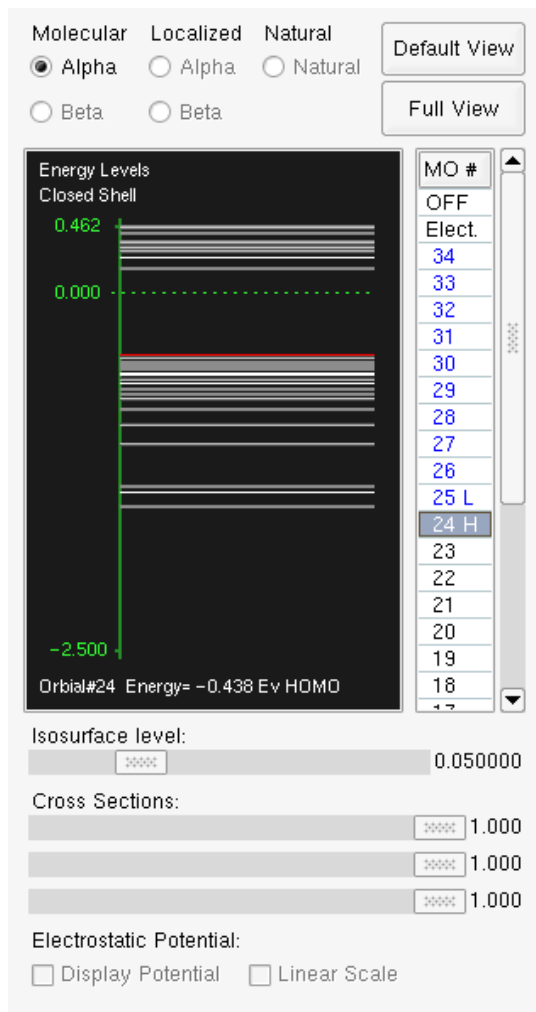 Molecular Localized Natural
Alpha Alpha Natural Default View
Beta Beta Full View
Energy Levels
Closed Shell
0.462
0.000
-2.500
Orbial#24 Energy= -0.438 Ev HOMO
MO #
OFF
Elect.
34
33
32
31
30
29
28
27
26
25 L
24 H
23
22
21
20
19
18
Isosurface level:
0.050000
Cross Sections:
1.000
1.000
1.000
Electrostatic Potential:
Display Potential Linear Scale